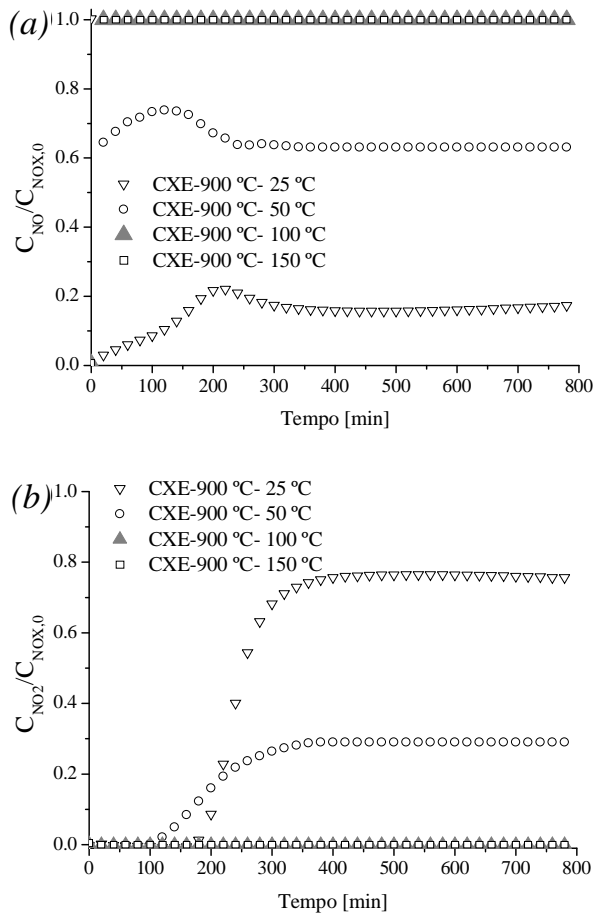 (a)
1.0
0.8
0.6
0.4
0.2
0.0
C_NO/C_NOX,0
CXE-900 ºC- 25 ºC
CXE-900 ºC- 50 ºC
CXE-900 ºC- 100 ºC
CXE-900 ºC- 150 ºC
0 100 200 300 400 500 600 700 800
Tempo [min]
(b)
1.0
0.8
0.6
0.4
0.2
0.0
C_NO2/C_NOX,0
CXE-900 ºC- 25 ºC
CXE-900 ºC- 50 ºC
CXE-900 ºC- 100 ºC
CXE-900 ºC- 150 ºC
0 100 200 300 400 500 600 700 800
Tempo [min]